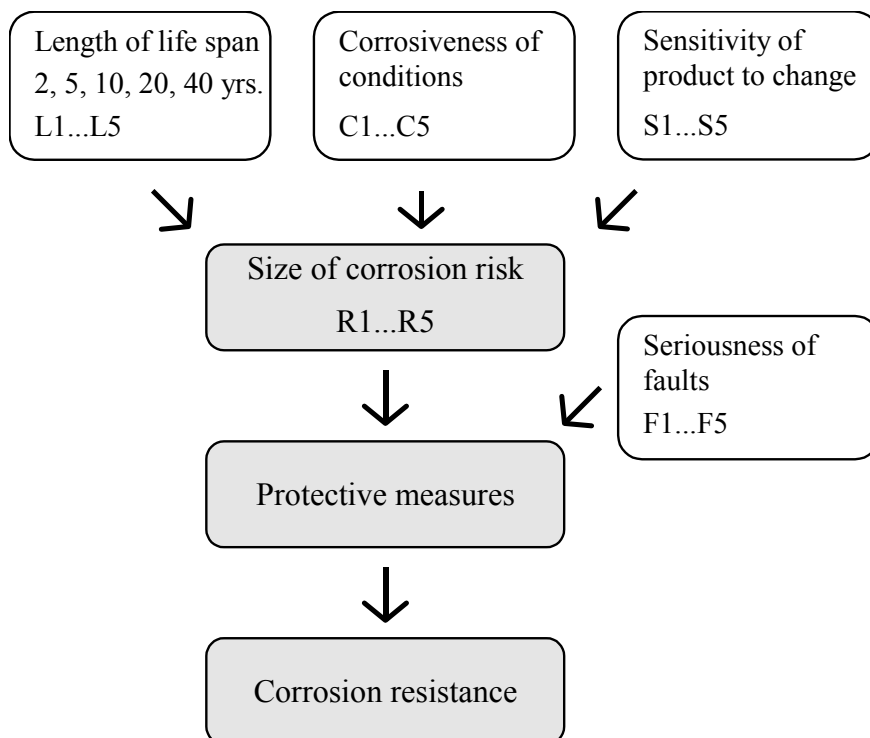 Length of life span
2, 5, 10, 20, 40 yrs.
L1...L5
Corrosiveness of
conditions
C1...C5
Sensitivity of
product to change
S1...S5
Size of corrosion risk
R1...R5
Seriousness of
faults
F1...F5
Protective measures
Corrosion resistance